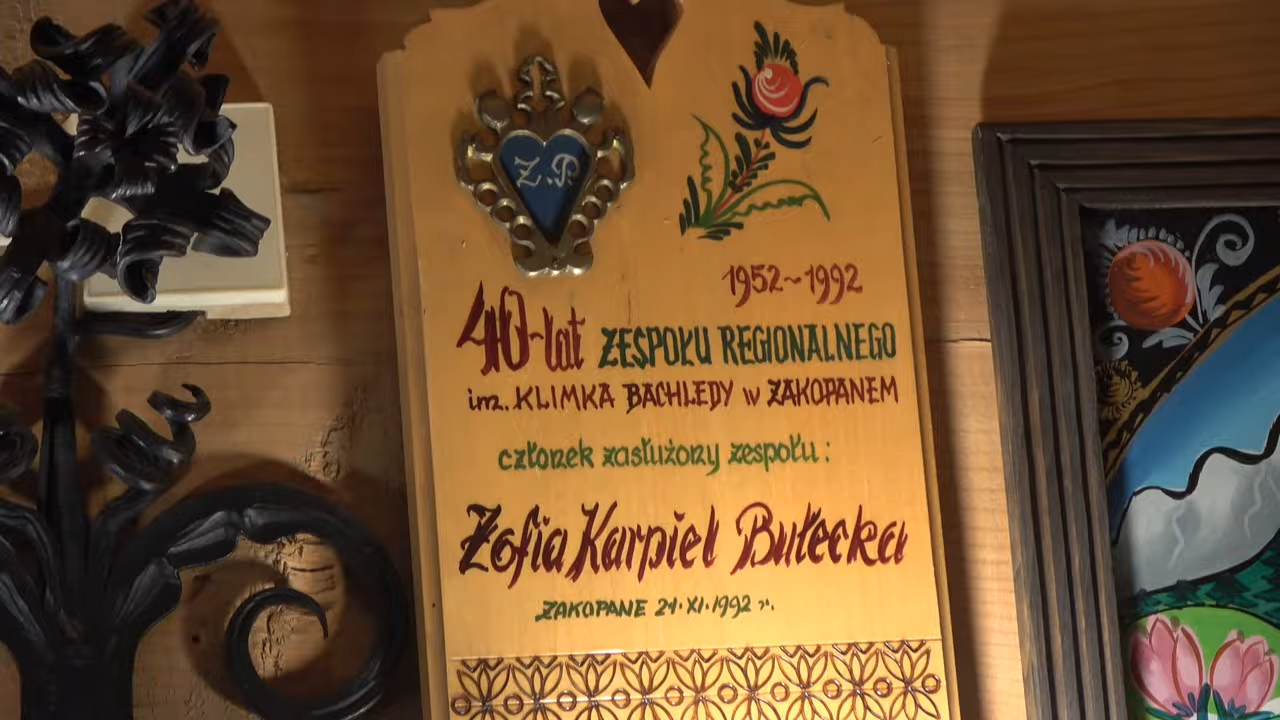 Z.P.
1952~1992
40-lat ZESPOŁU REGIONALNEGO
im. KLIMKA BACHLEDY w ZAKOPANEM
członek zasłużony zespołu:
Zofia Karpiel Bułecka
ZAKOPANE 21.XI.1992 r.